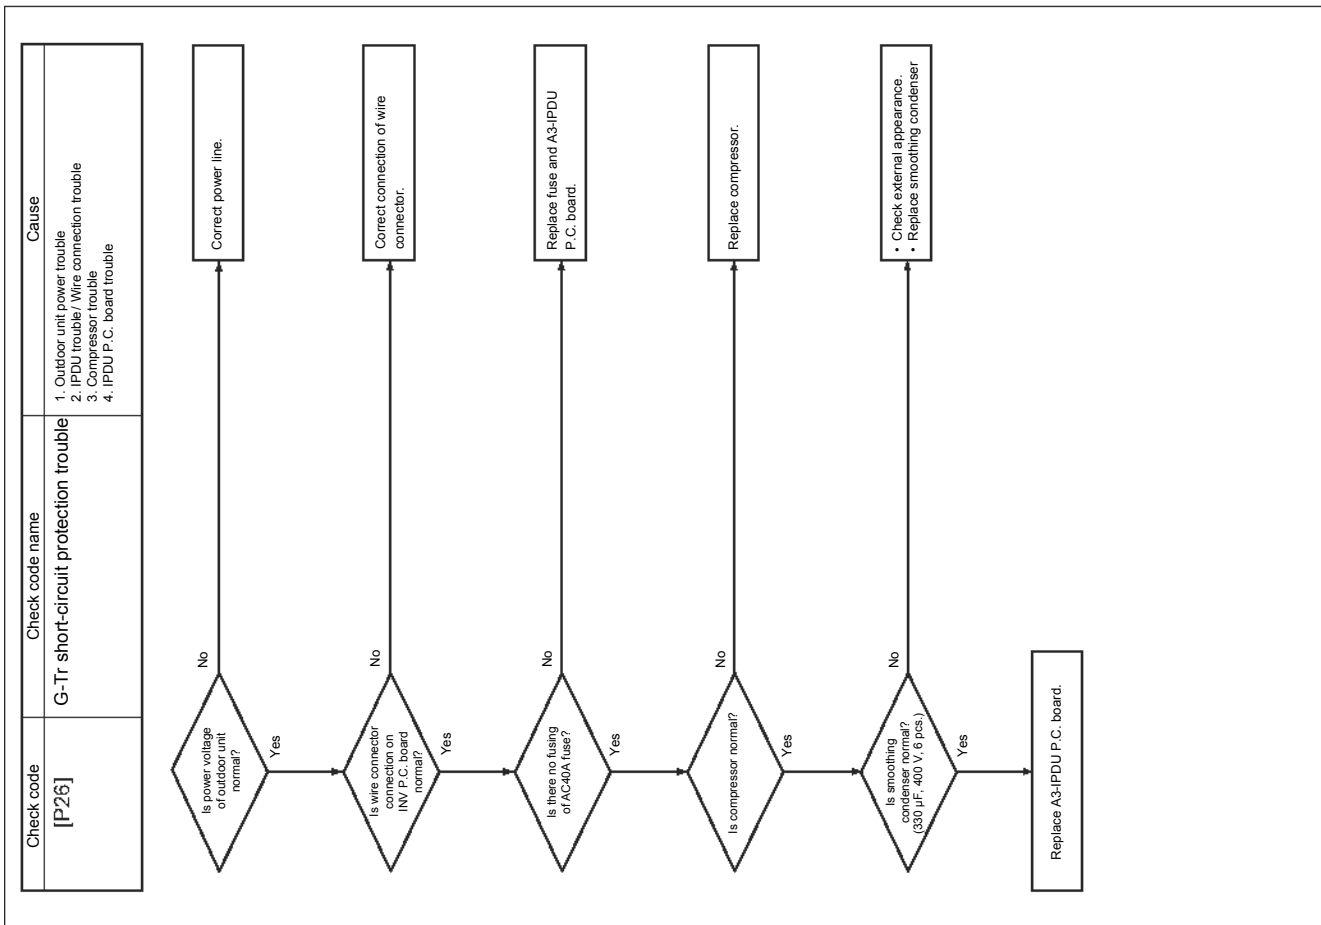 Check code
Check code name
Cause
[P26]
G-Tr short-circuit protection trouble
1. Outdoor unit power trouble
2. IPDU trouble/ Wire connection trouble
3. Compressor trouble
4. IPDU P.C. board trouble
Is power voltage
of outdoor unit
normal?
No
Correct power line.
Yes
Is wire connector
connection on
INV P.C. board
normal?
No
Correct connection of wire
connector.
Yes
Is there no fusing
of AC40A fuse?
No
Replace fuse and A3-IPDU
P.C. board.
Yes
Is compressor normal?
No
Replace compressor.
Yes
Is smoothing
condenser normal?
(330 μF, 400 V, 6 pcs.)
No
• Check external appearance.
• Replace smoothing condenser
Yes
Replace A3-IPDU P.C. board.